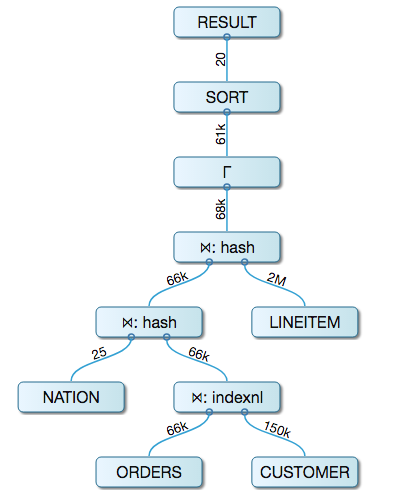 RESULT
20
SORT
61k
Γ
68k
⋈: hash
66k 2M
⋈: hash LINEITEM
25 66k
NATION ⋈: indexnl
66k 150k
ORDERS CUSTOMER